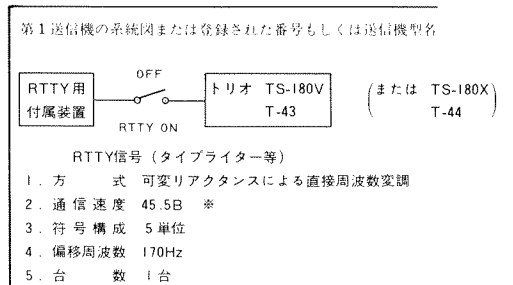 第1送信機の系統図または登録された番号もしくは送信機型名
OFF
RTTY用
付属装置
RTTY ON
トリオ TS-180V
T-43
(または TS-180X
T-44)
RTTY信号(タイプライター等)
1. 方式 可変リアクタンスによる直接周波数変調
2. 通信速度 45.5B ※
3. 符号構成 5単位
4. 偏移周波数 170Hz
5. 台数 1台